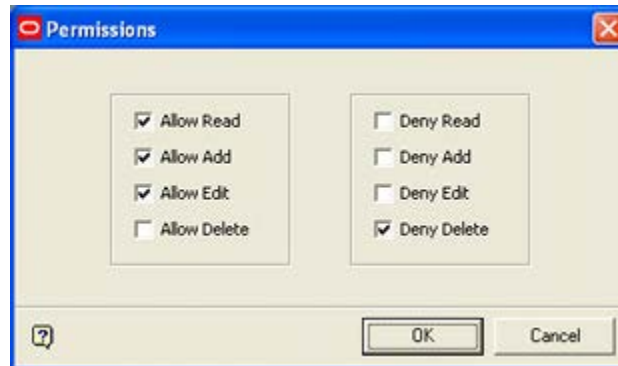 Permissions
Allow Read
Allow Add
Allow Edit
Allow Delete
Deny Read
Deny Add
Deny Edit
Deny Delete
?
OK
Cancel